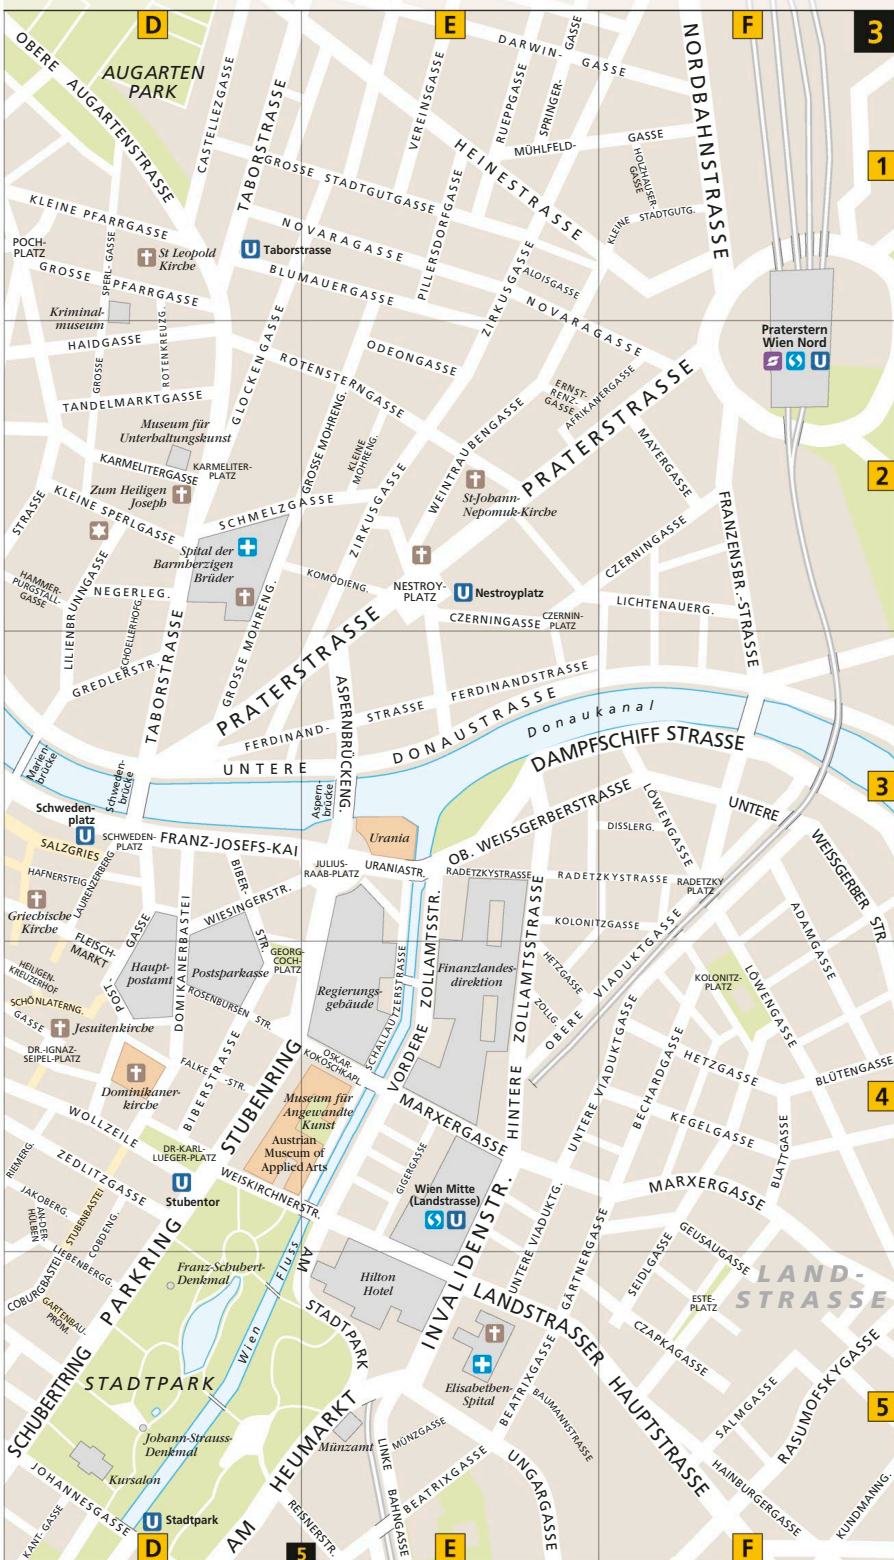 D
E
F
3
OBERE AUGARTENSTRASSE
AUGARTEN
PARK
CASTELLEZGASSE
TABORSTRASSE
VEREINSGASSE
DARWIN-
GASSE
RUEPPGASSE
SPRINGER-
GASSE
NORDBAHNSTRASSE
HEINESTRASSE
MÜHLFELD-
GASSE
HOLZHAUSER-
GASSE
KLEINE STADTGUTG.
1
GROSSE STADTGUTGASSE
NOVARAGASSE
PILLERSDORFGASSE
KLEINE PFARRGASSE
POCH-
PLATZ
SPERL- GASSE
St Leopold
Kirche
U
Taborstrasse
BLUMAUERGASSE
ALOISGASSE
ZIRKUSGASSE
NOVARAGASSE
GROSSE PFARRGASSE
Kriminal-
museum
HAIDGASSE
GROSSE
ROTENKREUZG.
GLOCKENGASSE
ODEONGASSE
ROTENSTERNGASSE
Praterstern
Wien Nord
U
TANDELMARKTGASSE
ERNST-
RENZ-
GASSE
AFRIKANERGASSE
PRATERSTRASSE
Museum für
Unterhaltungskunst
GROSSE MOHRENG.
KLEINE
MOHRENG.
WEINTRAUBENGASSE
MAYERGASSE
2
KARMELITERGASSE
KARMELITER-
PLATZ
Zum Heiligen
Joseph
St-Johann-
Nepomuk-Kirche
STRASSE
KLEINE SPERLGASSE
SCHMELZGASSE
ZIRKUSGASSE
FRANZENSBR.-STRASSE
Spital der
Barmherzigen
Brüder
CZERNINGASSE
HAMMER-
PURGSTALL-
GASSE
LILIENBRUNNGASSE
NEGERLEG.
SCHOELLERHOFG.
KOMÖDIENG.
NESTROY-
PLATZ
U
Nestroyplatz
CZERNINGASSE
CZERNIN-
PLATZ
LICHTENAUERG.
GREDLERSTR.
TABORSTRASSE
GROSSE MOHRENG.
PRATERSTRASSE
ASPERNBRÜCKENG.
FERDINAND-
STRASSE
FERDINANDSTRASSE
UNTERE
DONAUSTRASSE
Donaukanal
DAMPFSCHIFF STRASSE
Marien-
brücke
Schweden-
brücke
Aspern-
brücke
3
Schweden-
platz
U
SCHWEDEN-
PLATZ
FRANZ-JOSEFS-KAI
Urania
OB. WEISSGERBERSTRASSE
LÖWENGASSE
DISSLERG.
UNTERE
WEISSGERBER STR.
SALZGRIES
HAFNERSTEIG
LAURENZERBERG
BIBER-
STR.
JULIUS-
RAAB-PLATZ
URANIASTR.
RADETZKYSTRASSE
RADETZKYSTRASSE
RADETZKY
PLATZ
Griechische
Kirche
WIESINGERSTR.
KOLONITZGASSE
ADAMGASSE
FLEISCH-
MARKT
POST
GASSE
DOMIKANERBASTEI
Haupt-
postamt
Postsparkasse
GEORG-
COCH-
PLATZ
Regierungs-
gebäude
SCHALLAUTZERSTRASSE
VORDERE ZOLLAMTSSTR.
Finanzlandes-
direktion
HINTERE ZOLLAMTSSTRASSE
HETZGASSE
ZOLLG.
OBERE VIADUKTGASSE
KOLONITZ-
PLATZ
LÖWENGASSE
HEILIGEN-
KREUZERHOF
SCHÖNLATERNG.
GASSE
Jesuitenkirche
DR.-IGNAZ-
SEIPEL-PLATZ
ROSENBURSEN STR.
OSKAR-
KOKOSCHKAPL.
FALKE-
-STR.
BIBERSTRASSE
STUBENRING
Dominikaner-
kirche
Museum für
Angewandte
Kunst
Austrian
Museum of
Applied Arts
MARXERGASSE
UNTERE VIADUKTGASSE
BECHARDGASSE
HETZGASSE
KEGELGASSE
BLÜTENGASSE
BLATTGASSE
4
WOLLZEILE
DR-KARL-
LUEGER-PLATZ
GIGERGASSE
RIEMERG.
ZEDLITZGASSE
U
Stubentor
WEISKIRCHNERSTR.
Wien Mitte
(Landstrasse)
U
MARXERGASSE
JAKOBERG.
AN-DER-
HÜLBEN
STUBENBASTEI
COBDENG.
LIEBENBERGG.
COBURGBASTEI
GARTENBAU-
PROM.
PARKRING
Franz-Schubert-
Denkmal
Wien Fluss
AM
STADTPARK
Hilton
Hotel
INVALIDENSTR.
UNTERE VIADUKTG.
GÄRTNERGASSE
SEIDLGASSE
GEUSAUGASSE
LAND-
STRASSE
ESTE-
PLATZ
LANDSTRASSER HAUPTSTRASSE
CZAPKAGASSE
SCHUBERTRING
STADTPARK
Elisabethen-
Spital
BEATRIXGASSE
BAUMANNSTRASSE
RASUMOFSKYGASSE
SALMGASSE
5
Johann-Strauss-
Denkmal
Kursalon
AM HEUMARKT
Münzamt
MÜNZGASSE
LINKE
BAHNGASSE
BEATRIXGASSE
UNGARGASSE
HAINBURGERGASSE
KUNDMANNG.
JOHANNESGASSE
KANT- GASSE
U
Stadtpark
REISNERSTR.
D
5
E
F